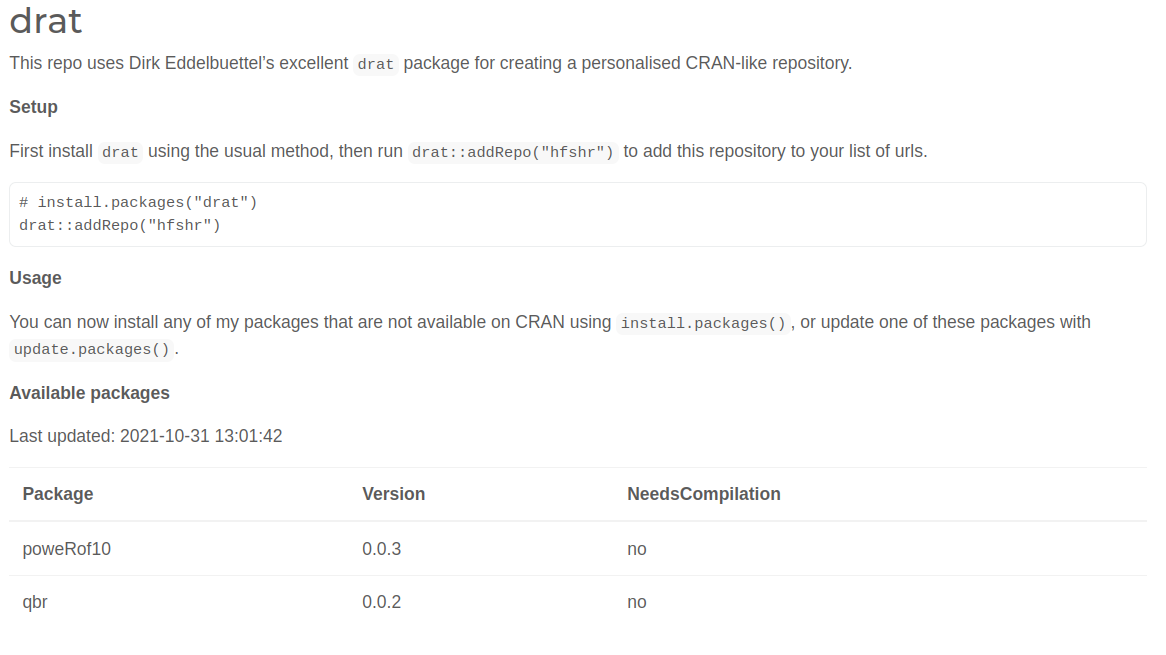 drat
This repo uses Dirk Eddelbuettel’s excellent drat package for creating a personalised CRAN-like repository.
Setup
First install drat using the usual method, then run drat::addRepo("hfshr") to add this repository to your list of urls.
# install.packages("drat")
drat::addRepo("hfshr")
Usage
You can now install any of my packages that are not available on CRAN using install.packages(), or update one of these packages with
update.packages().
Available packages
Last updated: 2021-10-31 13:01:42
Package Version NeedsCompilation
poweRof10 0.0.3 no
qbr 0.0.2 no